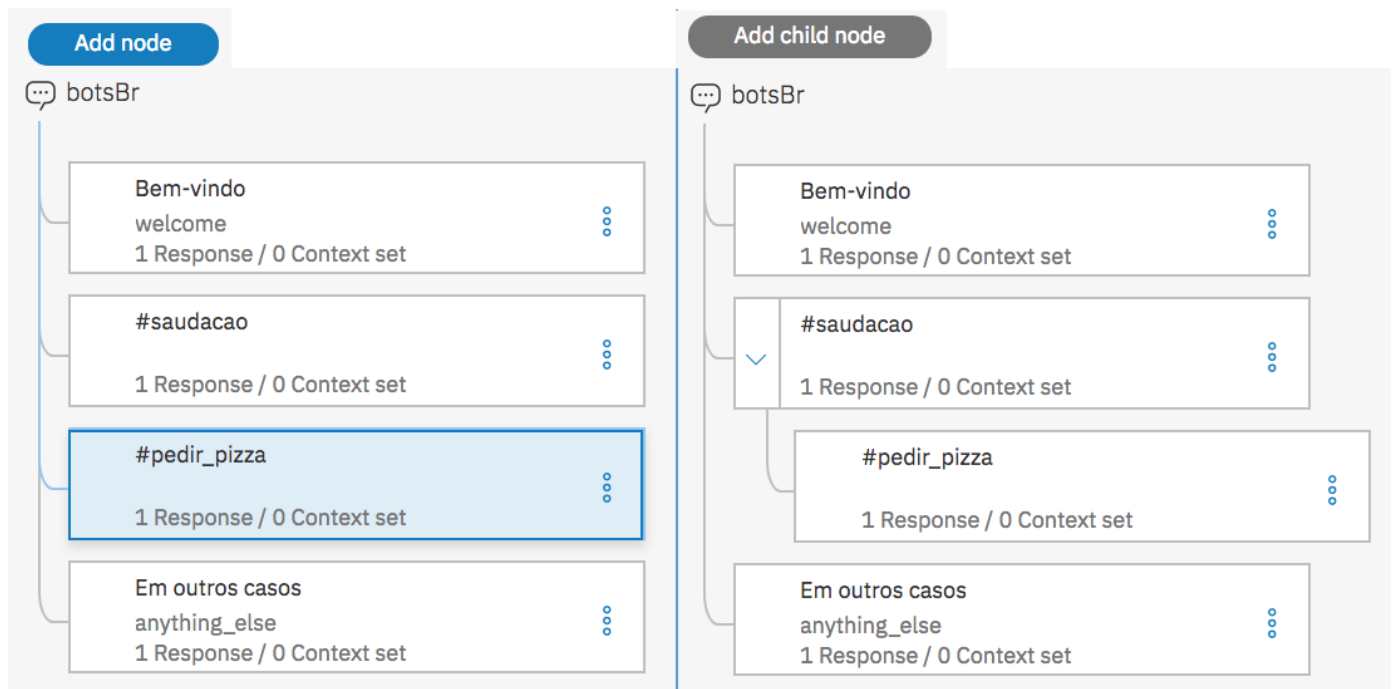 Add node
botsBr
Bem-vindo
welcome
1 Response / 0 Context set
#saudacao
1 Response / 0 Context set
#pedir_pizza
1 Response / 0 Context set
Em outros casos
anything_else
1 Response / 0 Context set
Add child node
botsBr
Bem-vindo
welcome
1 Response / 0 Context set
#saudacao
1 Response / 0 Context set
#pedir_pizza
1 Response / 0 Context set
Em outros casos
anything_else
1 Response / 0 Context set